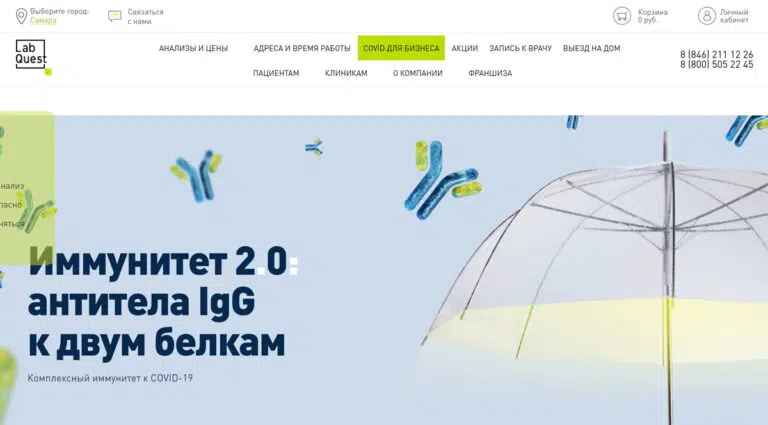 Выберите город:
Самара
Связаться
с нами
Корзина
0 руб.
Личный
кабинет
Lab
Quest
АНАЛИЗЫ И ЦЕНЫ
АДРЕСА И ВРЕМЯ РАБОТЫ
COVID ДЛЯ БИЗНЕСА
АКЦИИ
ЗАПИСЬ К ВРАЧУ
ВЫЕЗД НА ДОМ
ПАЦИЕНТАМ
КЛИНИКАМ
О КОМПАНИИ
ФРАНШИЗА
8 (846) 211 12 26
8 (800) 505 22 45
нализ
пасно
няться
Иммунитет 2.0:
антитела IgG
к двум белкам
Комплексный иммунитет к COVID-19